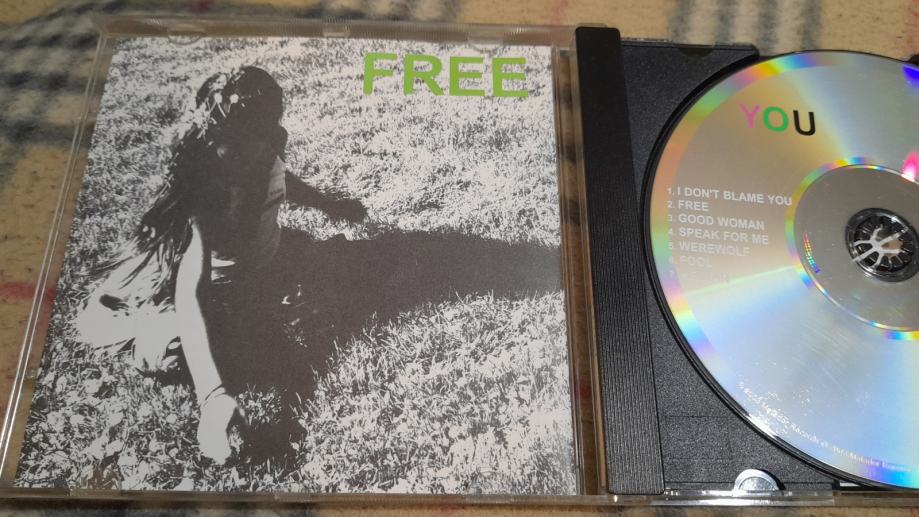 FREE
YOU
1. I DON'T BLAME YOU
2. FREE
3. GOOD WOMAN
4. SPEAK FOR ME
5. WEREWOLF
6. FOOL
7.